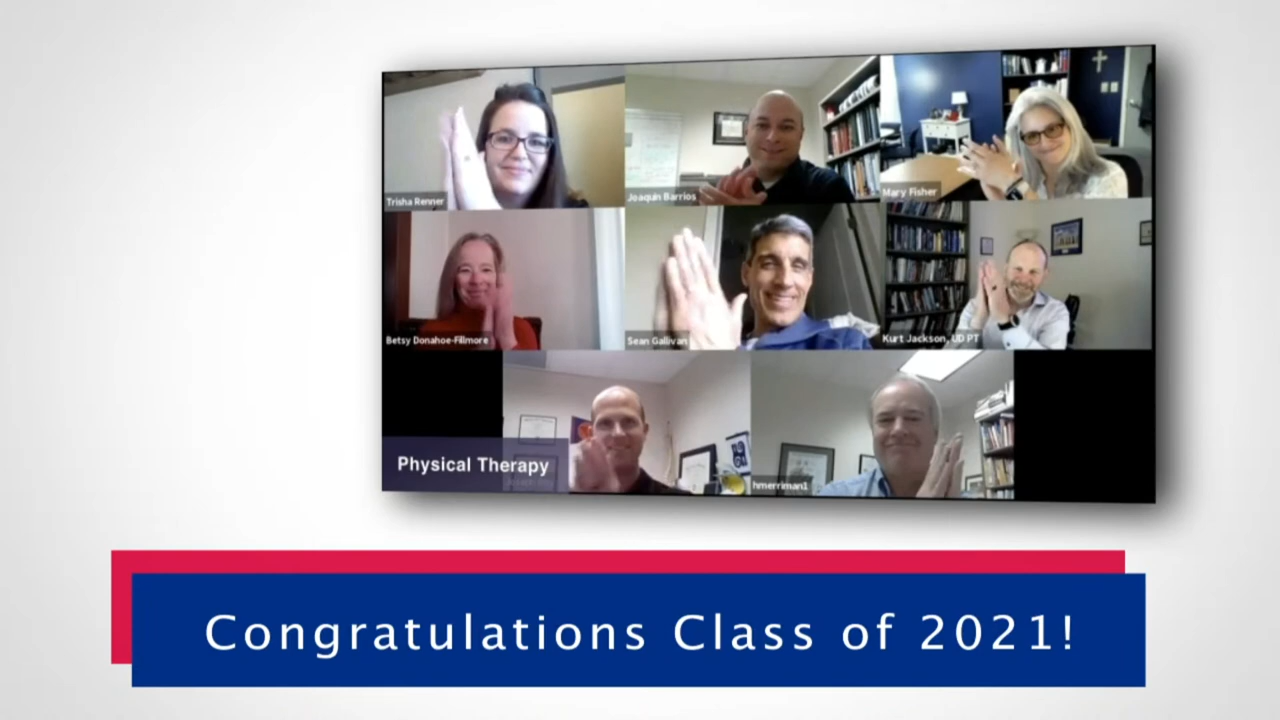 Trisha Renner
Joaquin Barrios
Mary Fisher
Betsy Donahoe-Fillmore
Sean Gallivan
Kurt Jackson, UD PT
Physical Therapy
hmerriman1
Congratulations Class of 2021!